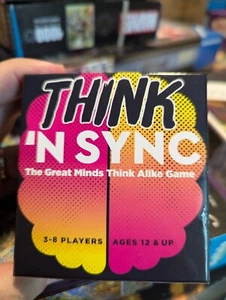 THINK
'N SYNC
The Great Minds Think Alike Game
3-8 PLAYERS AGES 12 & UP